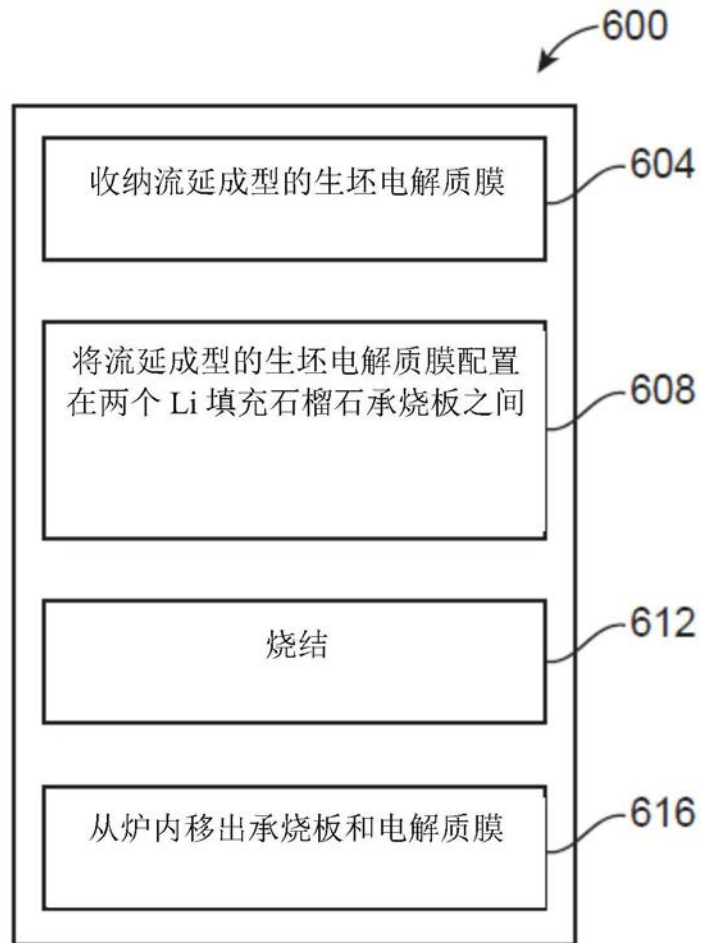 600
收纳流延成型的生坯电解质膜
604
将流延成型的生坯电解质膜配置
在两个 Li 填充石榴石承烧板之间
608
烧结
612
从炉内移出承烧板和电解质膜
616